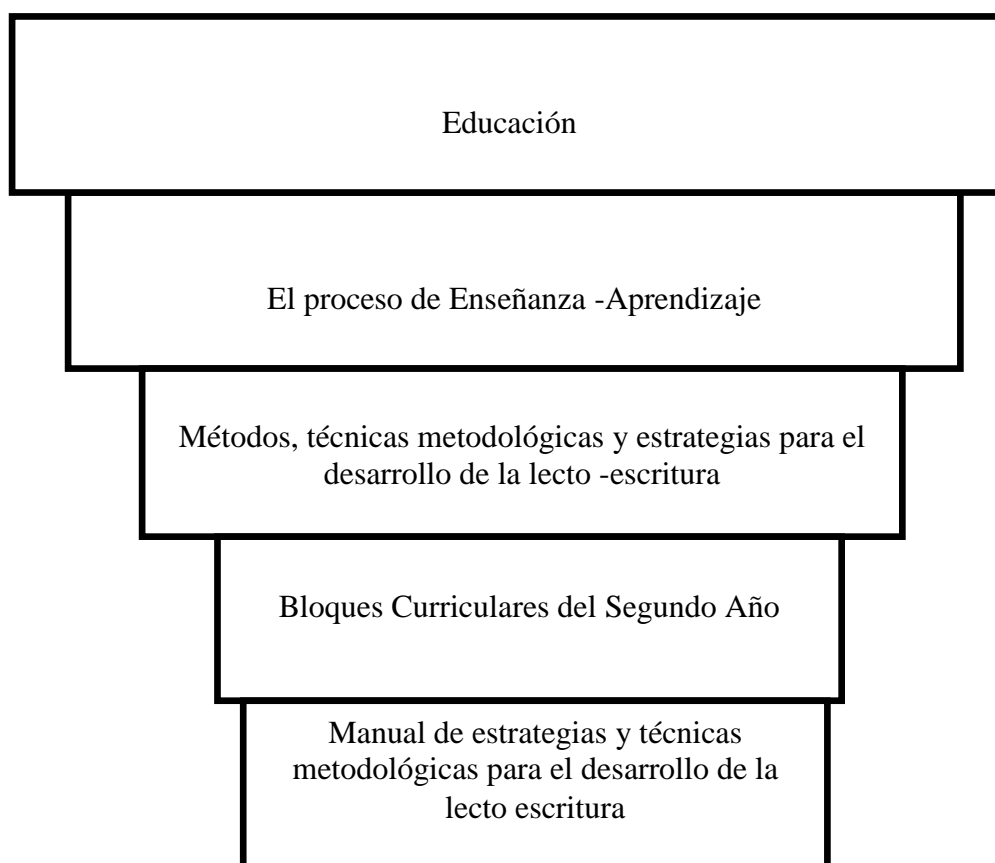 Educación
El proceso de Enseñanza -Aprendizaje
Métodos, técnicas metodológicas y estrategias para el
desarrollo de la lecto -escritura
Bloques Curriculares del Segundo Año
Manual de estrategias y técnicas
metodológicas para el desarrollo de la
lecto escritura